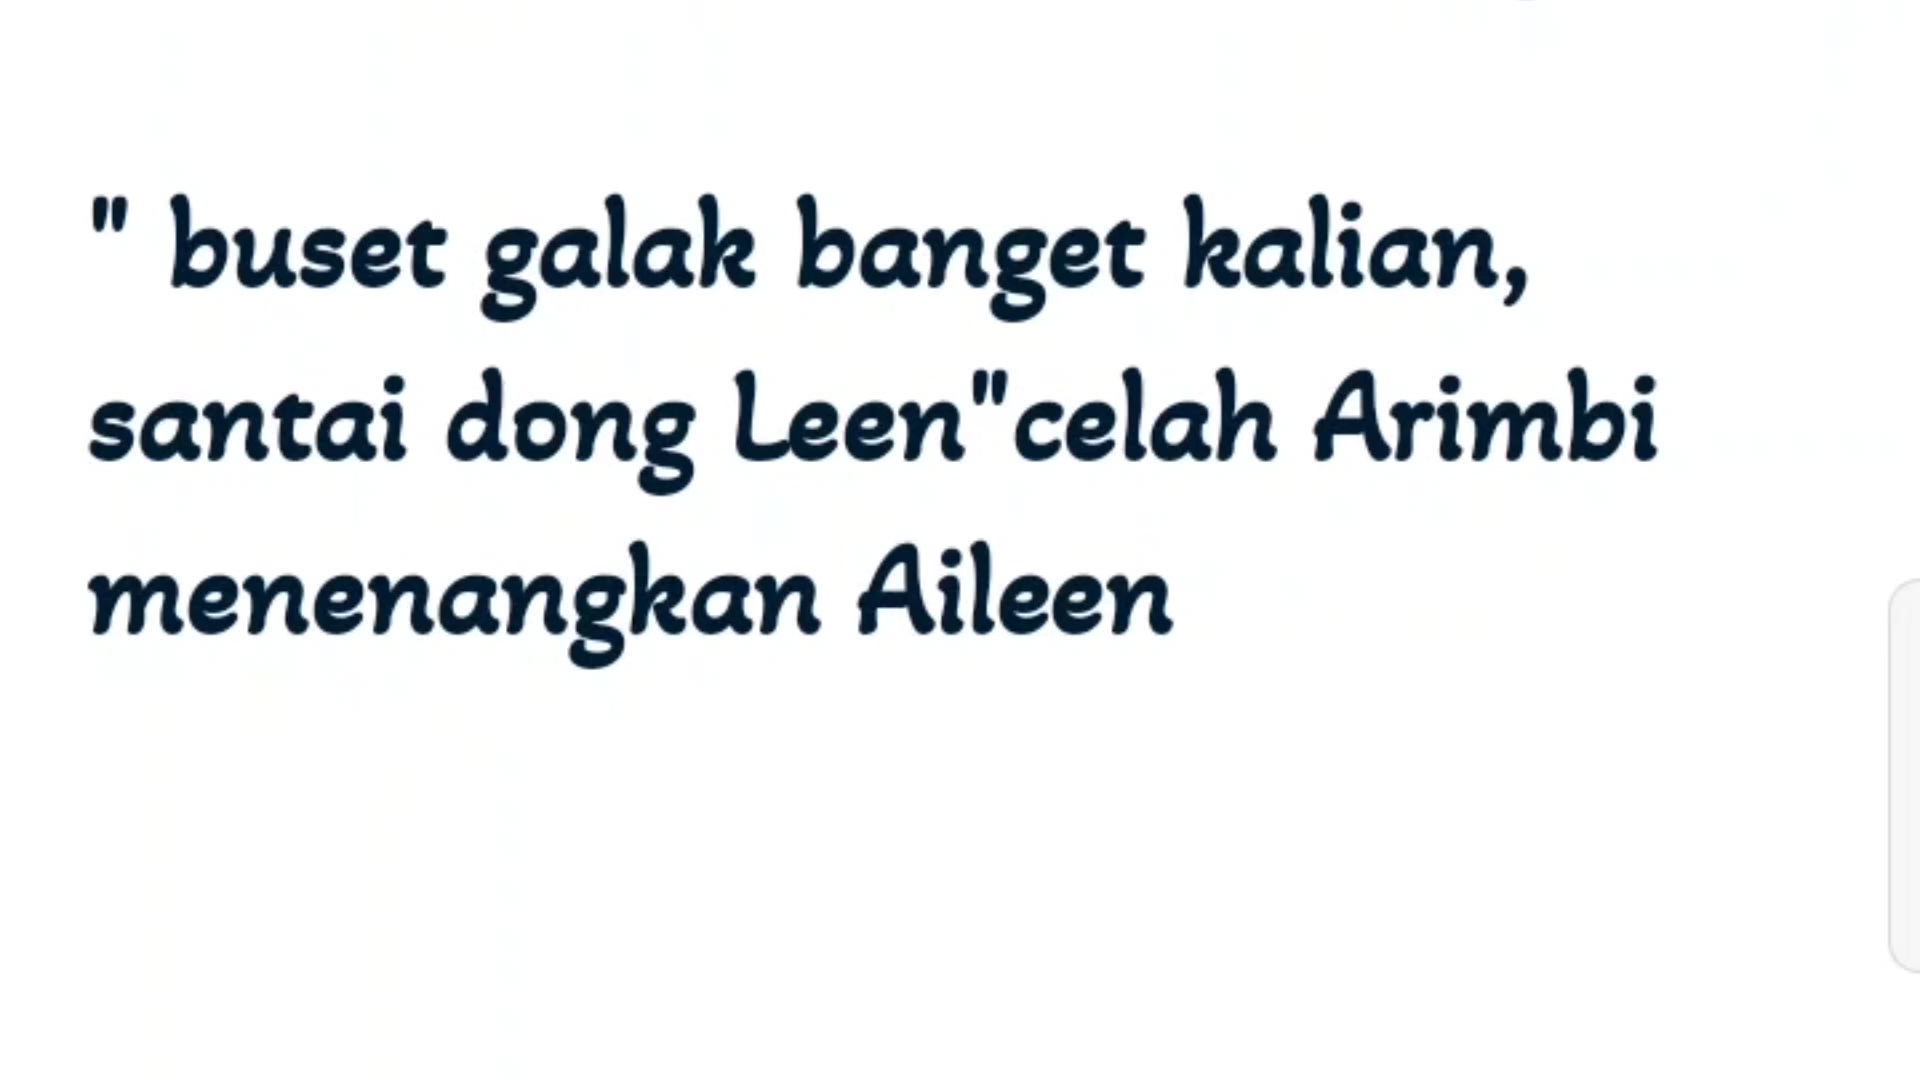 " buset galak banget kalian,
santai dong Leen"celah Arimbi
menenangkan Aileen